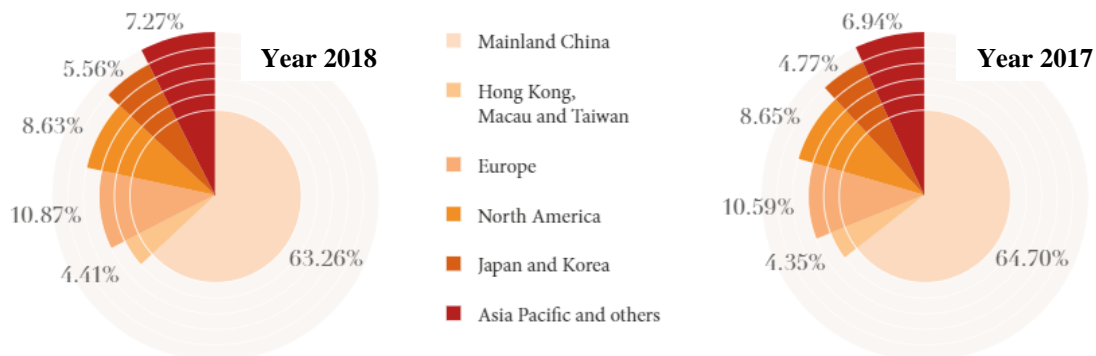 7.27%
5.56%
8.63%
10.87%
4.41%
63.26%
Year 2018
Mainland China
Hong Kong,
Macau and Taiwan
Europe
North America
Japan and Korea
Asia Pacific and others
6.94%
4.77%
8.65%
10.59%
4.35%
64.70%
Year 2017